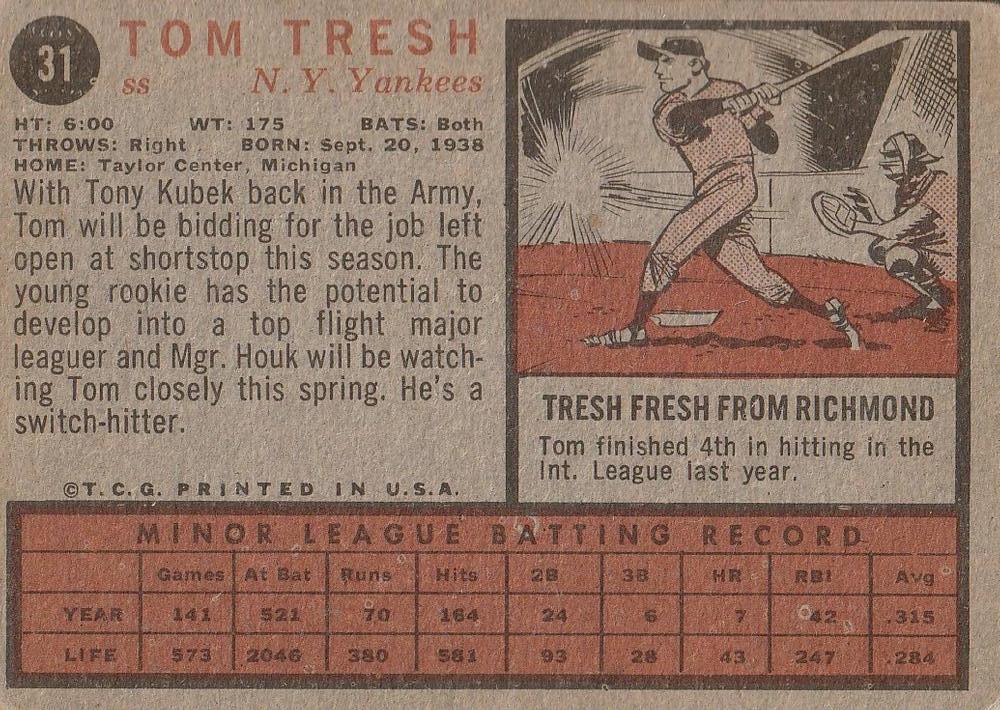 31
TOM TRESH
ss N. Y. Yankees
HT: 6:00 WT: 175 BATS: Both
THROWS: Right BORN: Sept. 20, 1938
HOME: Taylor Center, Michigan
With Tony Kubek back in the Army,
Tom will be bidding for the job left
open at shortstop this season. The
young rookie has the potential to
develop into a top flight major
leaguer and Mgr. Houk will be watch-
ing Tom closely this spring. He's a
switch-hitter.
©T. C. G. PRINTED IN U.S.A.
TRESH FRESH FROM RICHMOND
Tom finished 4th in hitting in the
Int. League last year.
MINOR LEAGUE BATTING RECORD
Games At Bat Runs Hits 2B 3B HR RBI Avg
YEAR 141 521 70 164 24 6 7 42 .315
LIFE 573 2046 380 581 93 28 43 247 .284